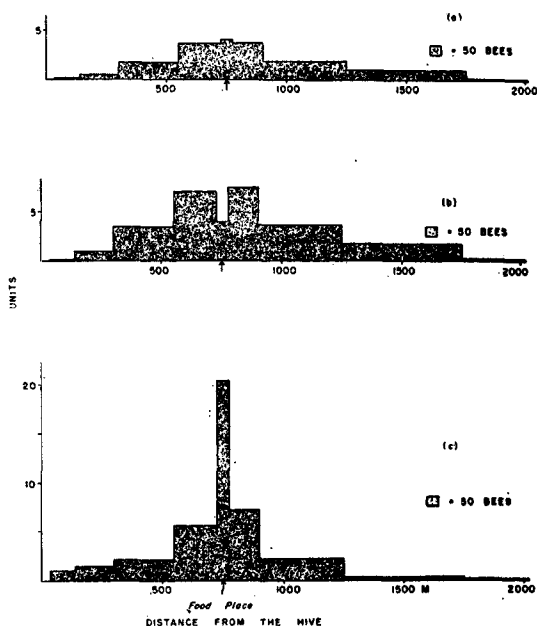 (a)
5
= 50 BEES
500 1000 1500 2000
(b)
5
= 50 BEES
500 1000 1500 2000
UNITS
20
(c)
10
= 50 BEES
500 1000 1500 M 2000
Food Place
DISTANCE FROM THE HIVE